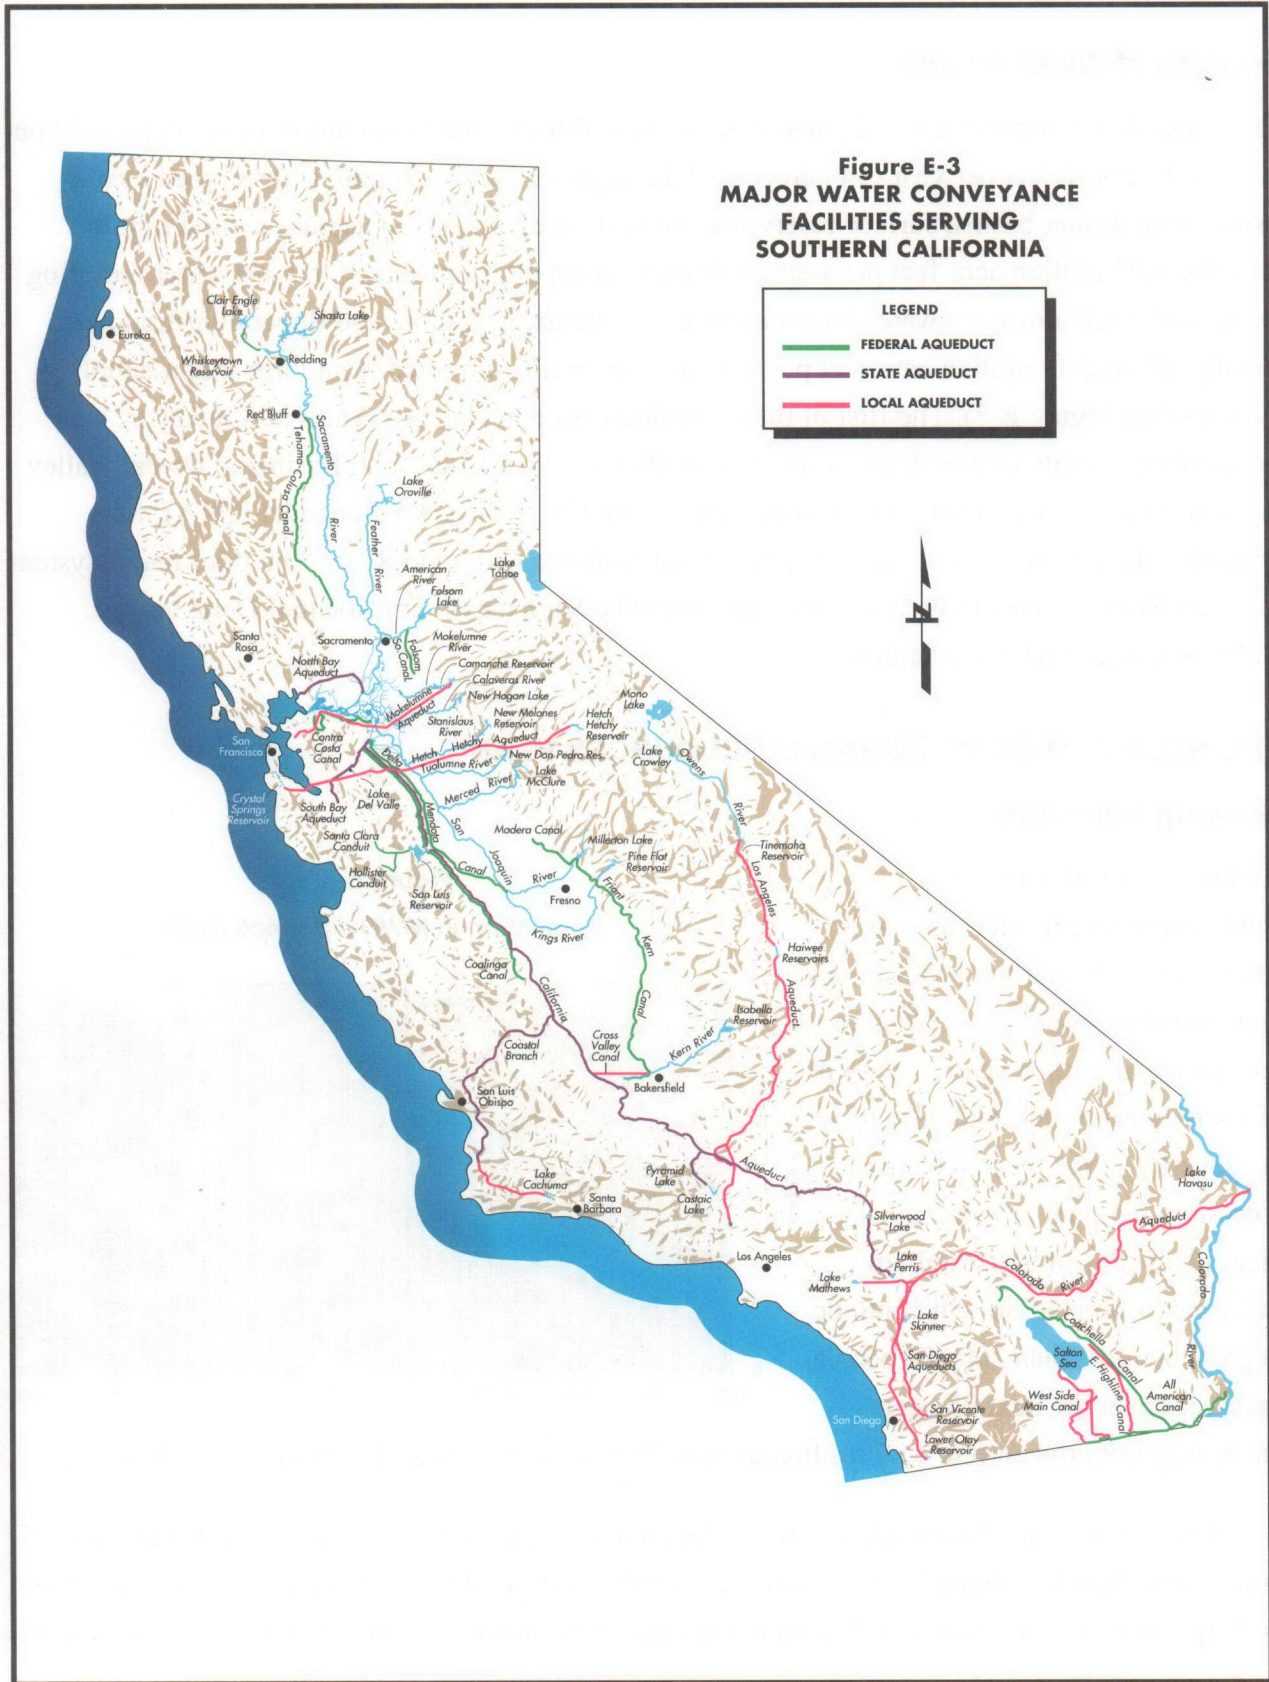 Figure E-3
MAJOR WATER CONVEYANCE
FACILITIES SERVING
SOUTHERN CALIFORNIA
LEGEND
FEDERAL AQUEDUCT
STATE AQUEDUCT
LOCAL AQUEDUCT
N
Clair Engle
Lake
Shasta Lake
Eureka
Whiskeytown
Reservoir
Redding
Red Bluff
Tehama-Colusa Canal
Sacramento
River
Lake
Oroville
Feather
River
American
River
Folsom
Lake
Lake
Tahoe
Santa
Rosa
Sacramento
Folsom
So. Canal
Mokelumne
River
North Bay
Aqueduct
Camanche Reservoir
Calaveras River
New Hogan Lake
Mokelumne
Aqueduct
Stanislaus
River
New Melones
Reservoir
Hetch
Hetchy
Reservoir
Mono
Lake
San
Francisco
Contra
Costa
Canal
Delta
Hetch
Hetchy
Aqueduct
Tuolumne River
New Don Pedro Res.
Lake
McClure
Lake
Crowley
Owens
River
Crystal
Springs
Reservoir
South Bay
Aqueduct
Lake
Del Valle
Mendota
Merced River
Santa Clara
Conduit
San
Joaquin
River
Madera Canal
Millerton Lake
Pine Flat
Reservoir
Tinemaha
Reservoir
Hollister
Conduit
San Luis
Reservoir
Canal
Fresno
Friant
Kern
Canal
Los Angeles
Aqueduct
Kings River
Haiwee
Reservoirs
Coalinga
Canal
California
Isabella
Reservoir
Cross
Valley
Canal
Kern River
Coastal
Branch
Bakersfield
San Luis
Obispo
Lake
Cachuma
Santa
Barbara
Pyramid
Lake
Aqueduct
Castaic
Lake
Silverwood
Lake
Lake
Havasu
Aqueduct
Los Angeles
Lake
Perris
Lake
Mathews
Colorado
River
Colorado
River
Lake
Skinner
Coachella
Canal
San Diego
Aqueducts
Salton
Sea
E. Highline Canal
West Side
Main Canal
All
American
Canal
San Diego
San Vicente
Reservoir
Lower Otay
Reservoir